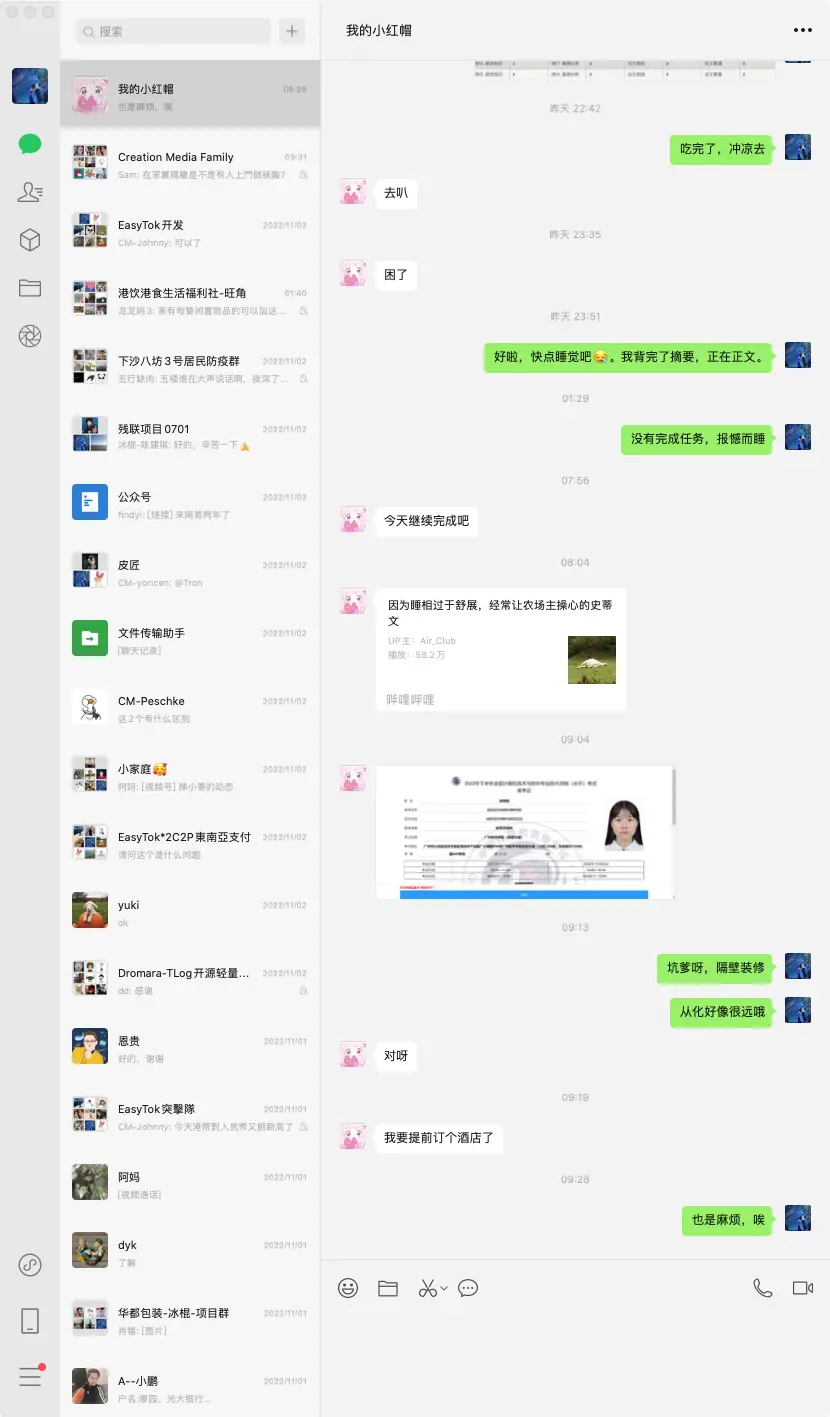 搜索
我的小红帽
09:28
也是麻烦，唉
Creation Media Family
09:31
Sam: 在家裏隔離是不是有人上門做核酸?
EasyTok开发
2022/11/02
CM-Johnny: 可以了
港饮港食生活福利社-旺角
01:40
龙龙妈3: 家有母婴闲置物品的可以加这...
下沙八坊3号居民防疫群
2022/11/02
五行缺肉: 五楼谁在大声说话啊，夜深了...
残联项目0701
2022/11/02
冰棍-陈建祺: 好的，辛苦一下🙏
公众号
2022/11/02
findyi: [链接] 来网易两年了
皮匠
2022/11/02
CM-yoricen: @Tron
文件传输助手
2022/11/02
[聊天记录]
CM-Peschke
2022/11/02
这2个有什么区别
小家庭🥰
2022/11/02
阿妈: [视频号] 辣小香的动态
EasyTok*2C2P東南亞支付
2022/11/02
请问这个是什么问题
yuki
2022/11/02
ok
Dromara-TLog开源轻量...
2022/11/02
dd: 感谢
恩贵
2022/11/01
好的，谢谢
EasyTok突擊隊
2022/11/01
CM-Johnny: 今天港幣對人民幣又創新高了
阿妈
2022/11/01
[视频通话]
dyk
2022/11/01
了解
华都包装-冰棍-项目群
2022/11/01
肖锴: [图片]
A--小鹏
2022/11/01
户名:廖园，光大银行...
我的小红帽
昨天 22:42
吃完了，冲凉去
去叭
昨天 23:35
困了
昨天 23:51
好啦，快点睡觉吧😪。我背完了摘要，正在正文。
01:29
没有完成任务，报憾而睡
07:56
今天继续完成吧
08:04
因为睡相过于舒展，经常让农场主操心的史蒂
文
UP主：Air_Club
播放：58.2万
哔哩哔哩
09:04
09:13
坑爹呀，隔壁装修
从化好像很远哦
对呀
09:19
我要提前订个酒店了
09:28
也是麻烦，唉